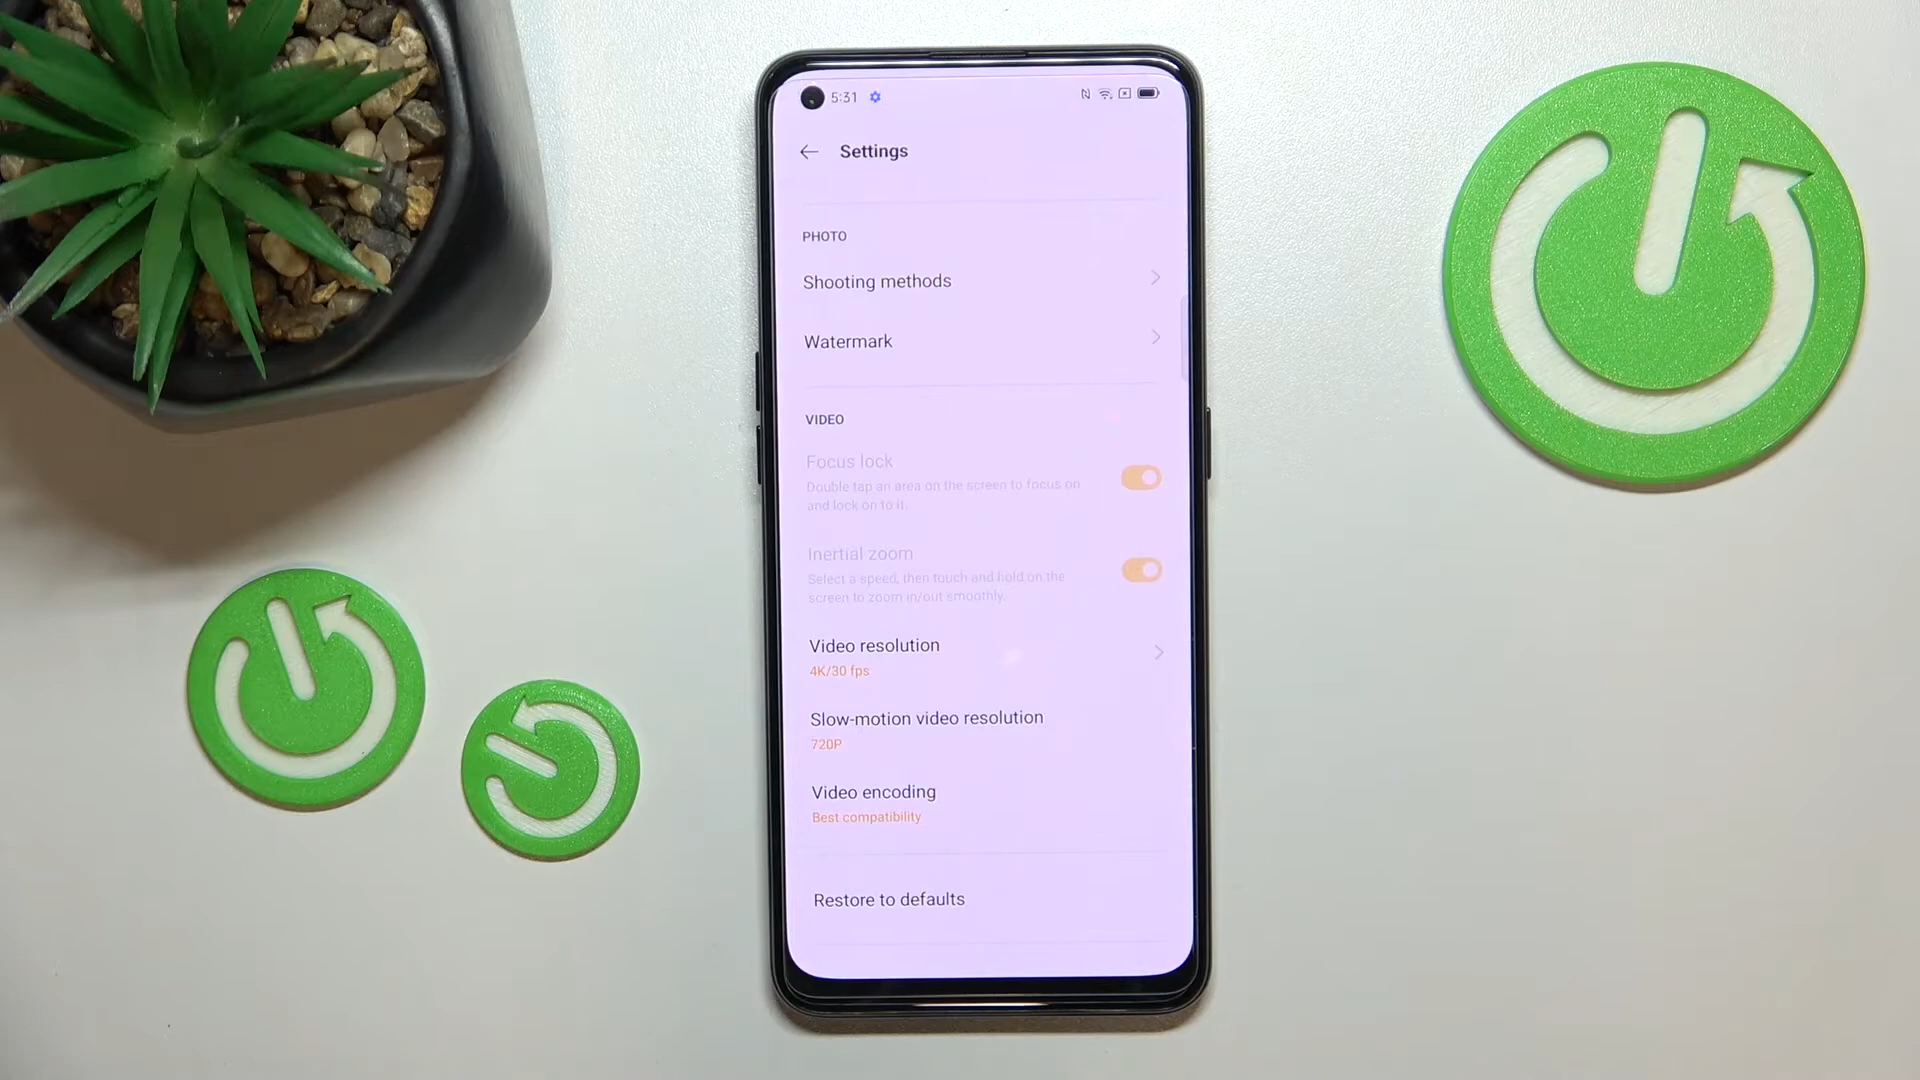 5:31
Settings
PHOTO
Shooting methods
Watermark
VIDEO
Focus lock
Double tap an area on the screen to focus on
and lock on to it.
Inertial zoom
Select a speed, then touch and hold on the
screen to zoom in/out smoothly.
Video resolution
4K/30 fps
Slow-motion video resolution
720P
Video encoding
Best compatibility
Restore to defaults